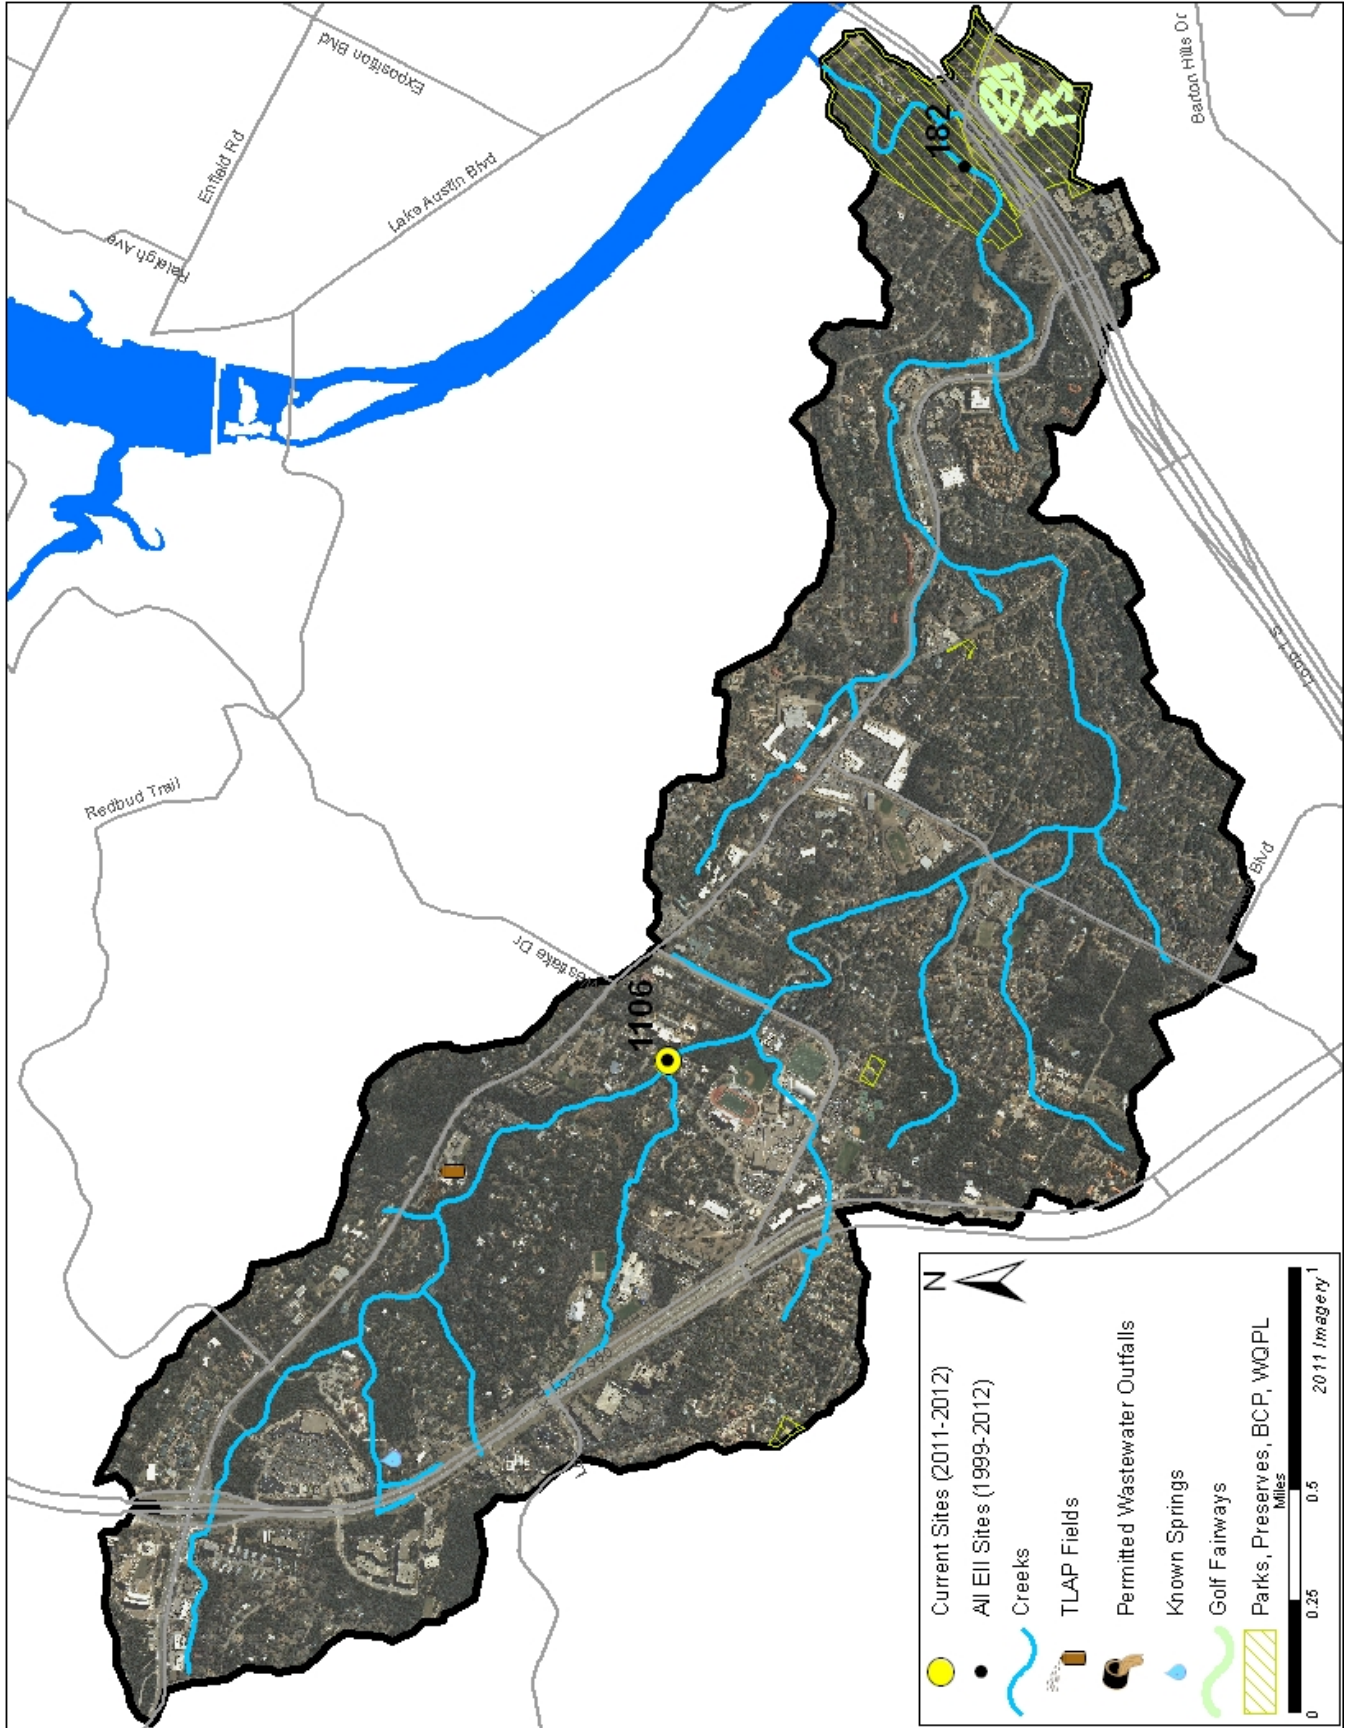 Exposition Blvd
Enfield Rd
Raleigh Ave
Lake Austin Blvd
Barton Hills Dr
182
Redbud Trail
Westlake Dr
1106
Loop 1 S
Blvd
Loop 360
L
N
Current Sites (2011-2012)
All EII Sites (1999-2012)
Creeks
TLAP Fields
Permitted Wastewater Outfalls
Known Springs
Golf Fairways
Parks, Preserves, BCP, WQPL
Miles
0 0.25 0.5 1
2011 Imagery